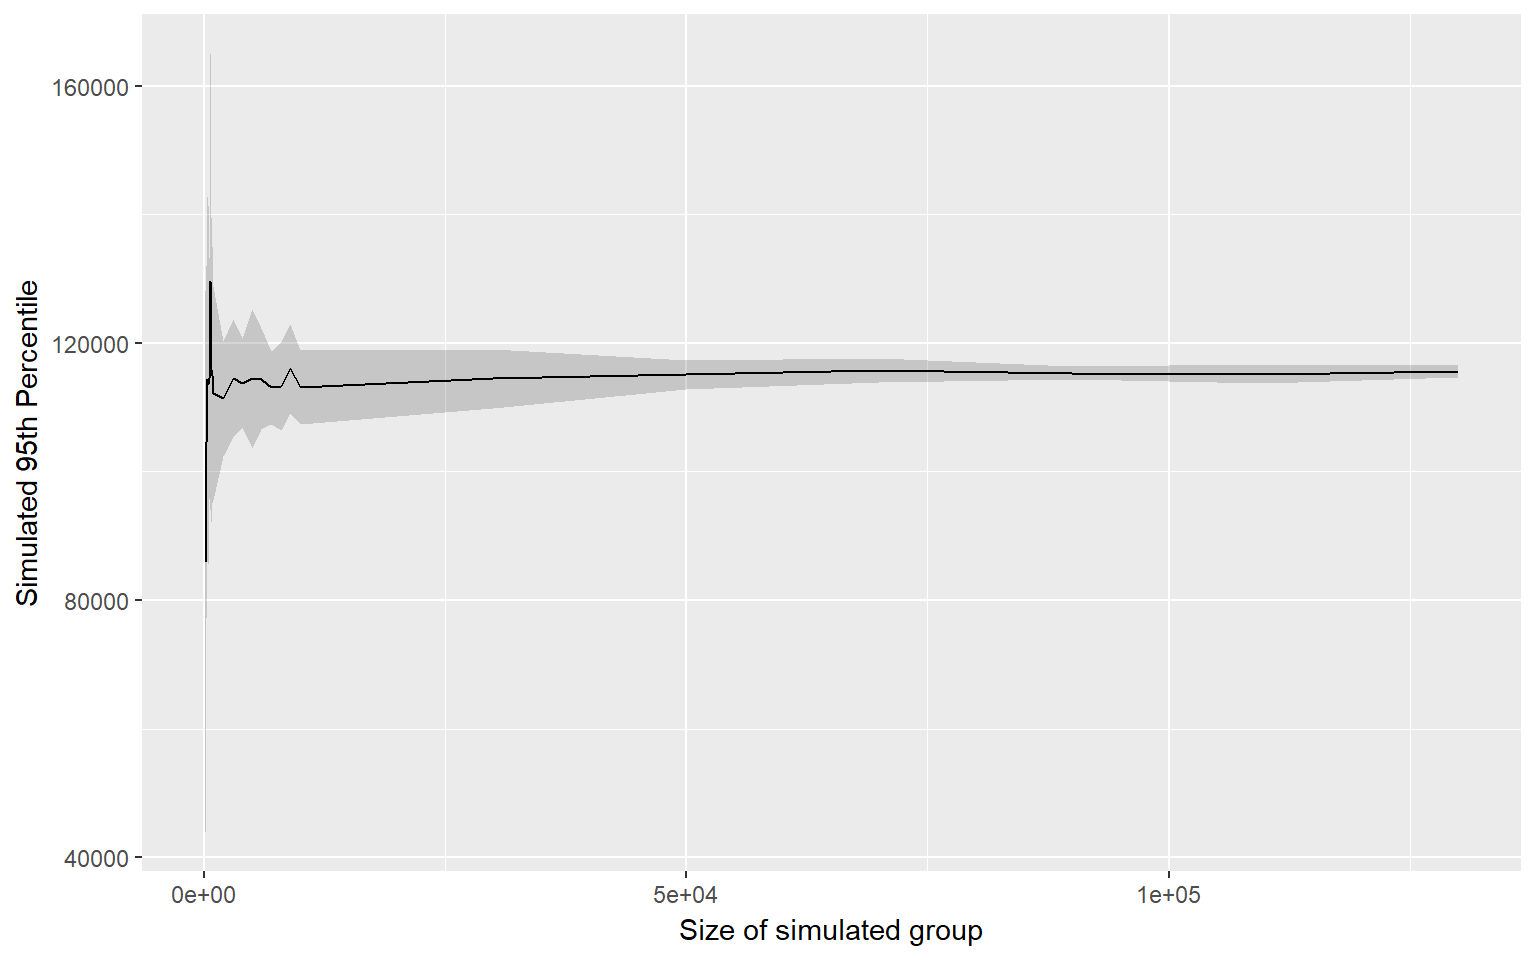 Simulated 95th Percentile
160000
120000
80000
40000
0e+00
5e+04
1e+05
Size of simulated group